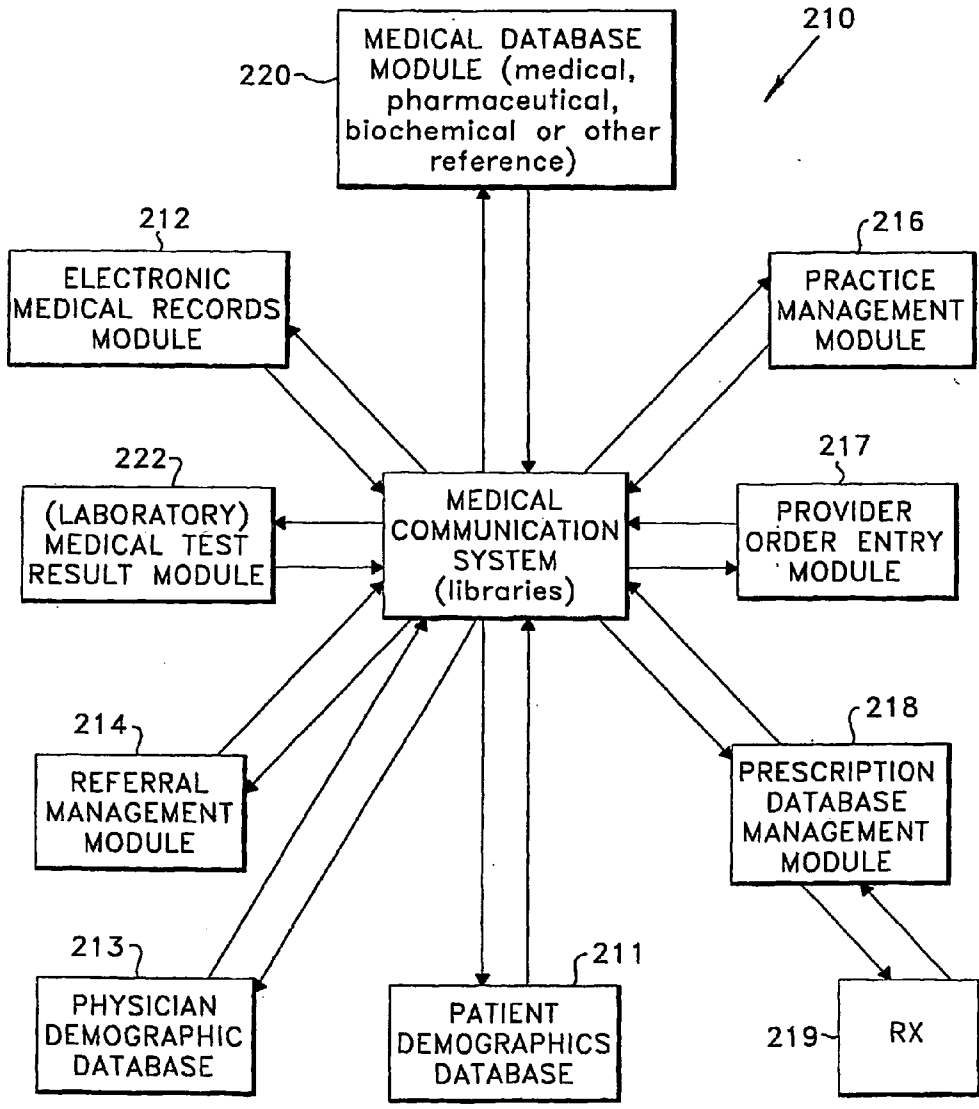 210
220
MEDICAL DATABASE
MODULE (medical,
pharmaceutical,
biochemical or other
reference)
212
ELECTRONIC
MEDICAL RECORDS
MODULE
216
PRACTICE
MANAGEMENT
MODULE
222
(LABORATORY)
MEDICAL TEST
RESULT MODULE
MEDICAL
COMMUNICATION
SYSTEM
(libraries)
217
PROVIDER
ORDER ENTRY
MODULE
214
REFERRAL
MANAGEMENT
MODULE
218
PRESCRIPTION
DATABASE
MANAGEMENT
MODULE
213
PHYSICIAN
DEMOGRAPHIC
DATABASE
211
PATIENT
DEMOGRAPHICS
DATABASE
219
RX